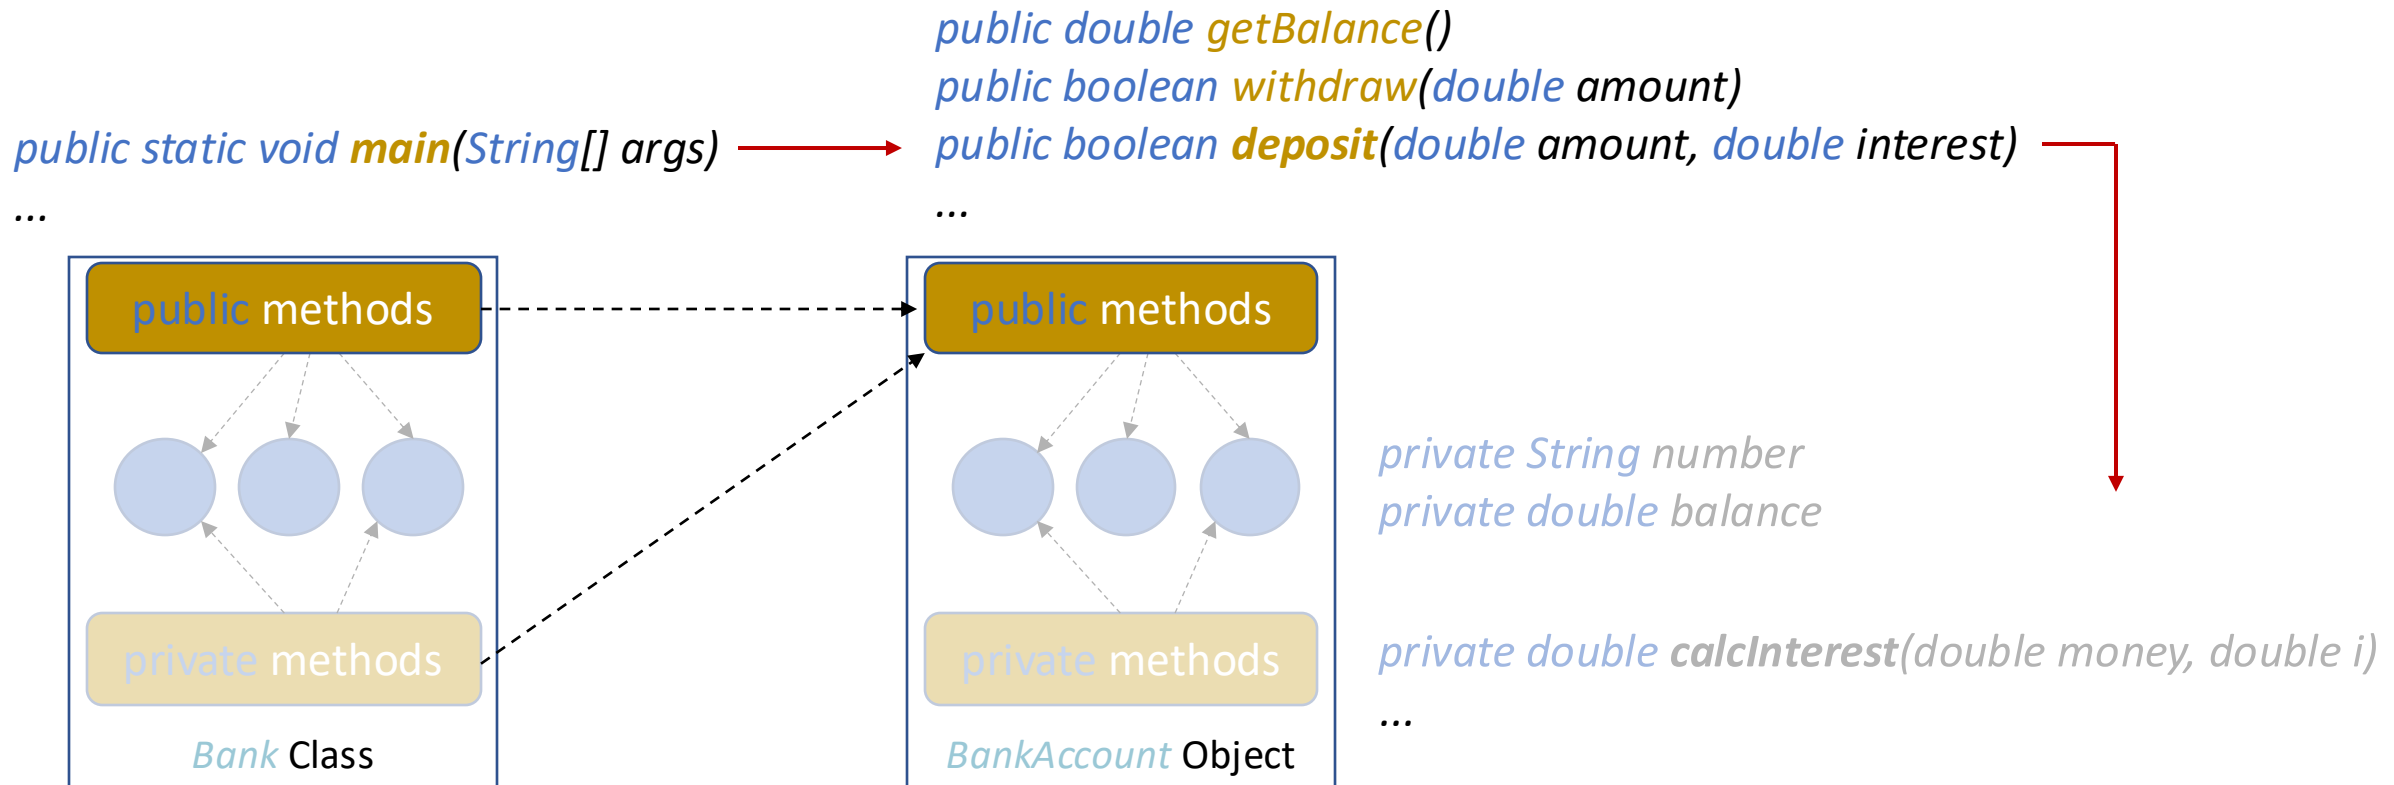 public double getBalance()
public boolean withdraw(double amount)
public static void main(String[] args)
public boolean deposit(double amount, double interest)
...
...
public methods
public methods
private String number
private double balance
private methods
private methods
private double calcInterest(double money, double i)
...
Bank Class
BankAccount Object